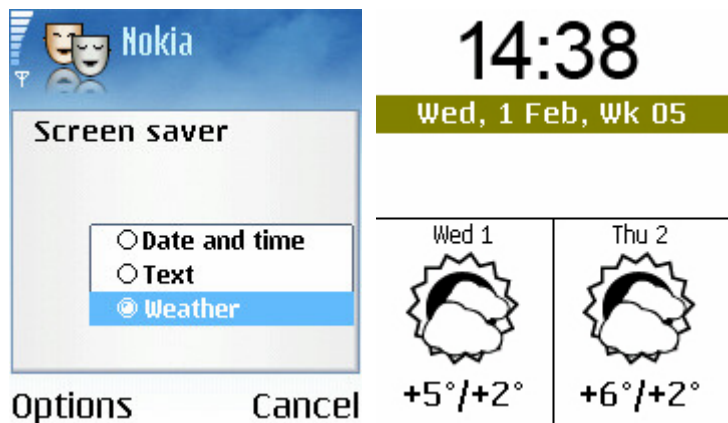 Nokia
Screen saver
Date and time
Text
Weather
Options Cancel
14:38
Wed, 1 Feb, Wk 05
Wed 1 Thu 2
+5°/+2° +6°/+2°